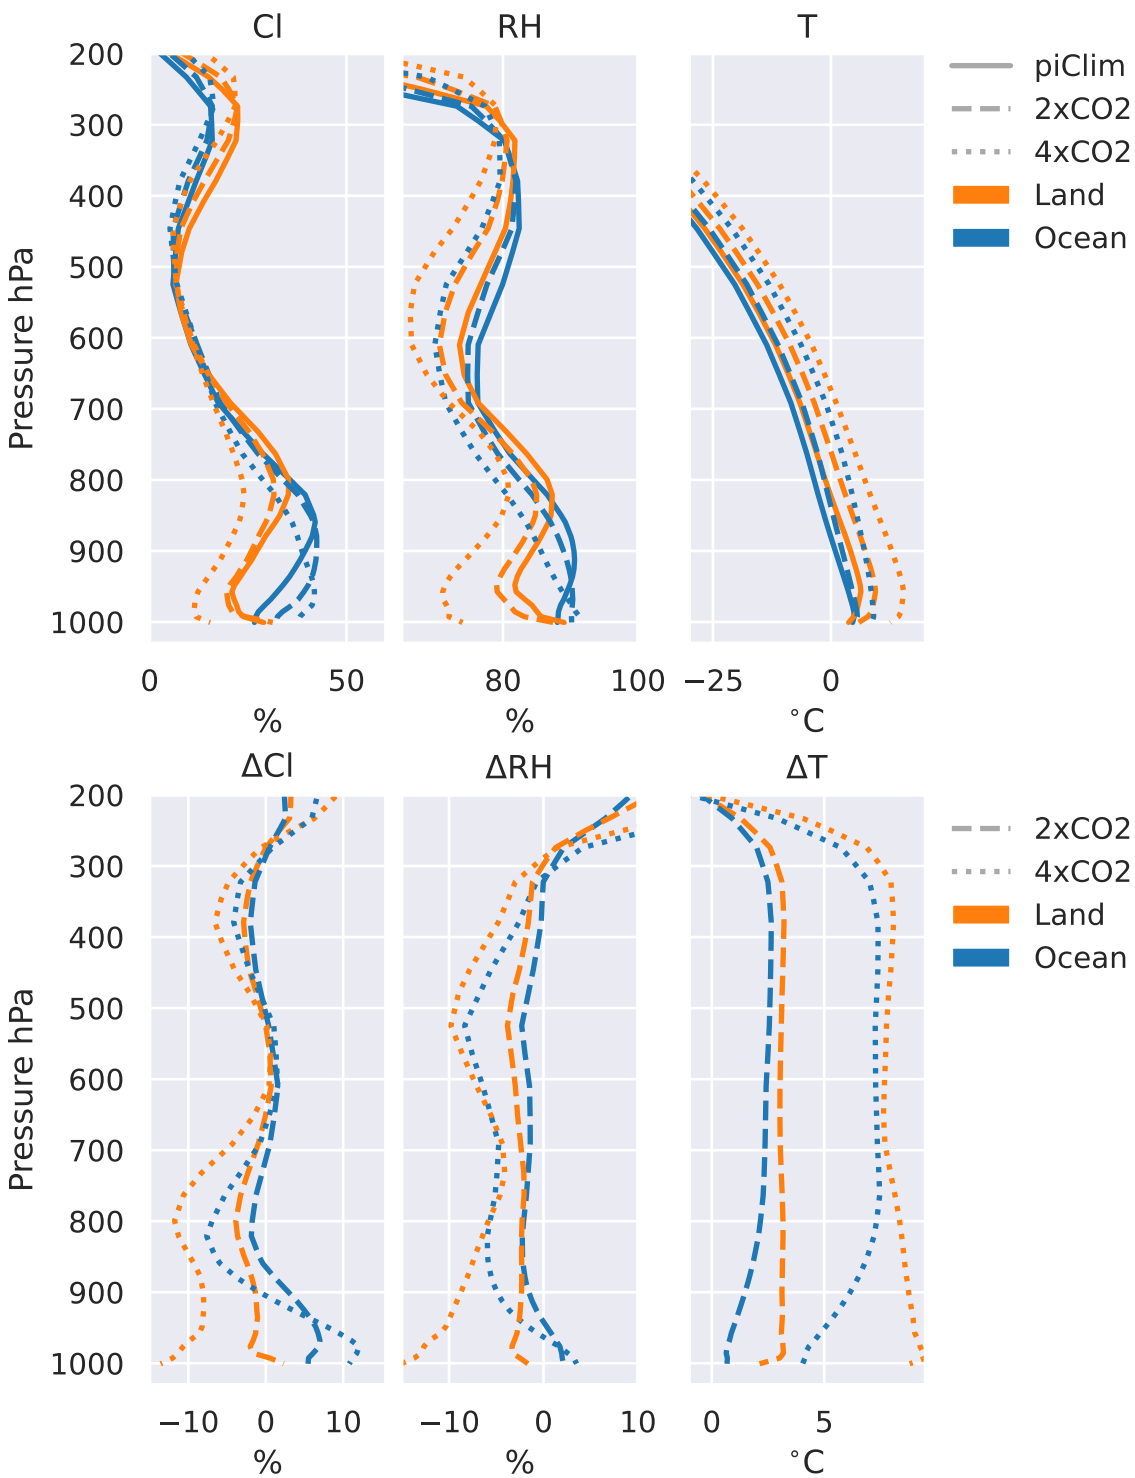 Cl RH T
200
300
400
500
600
700
800
900
1000
Pressure hPa
0 50
80 100
−25 0
%
%
°C
piClim
2xCO2
4xCO2
Land
Ocean
ΔCl ΔRH ΔT
200
300
400
500
600
700
800
900
1000
Pressure hPa
−10 0 10
−10 0 10
0 5
%
%
°C
2xCO2
4xCO2
Land
Ocean